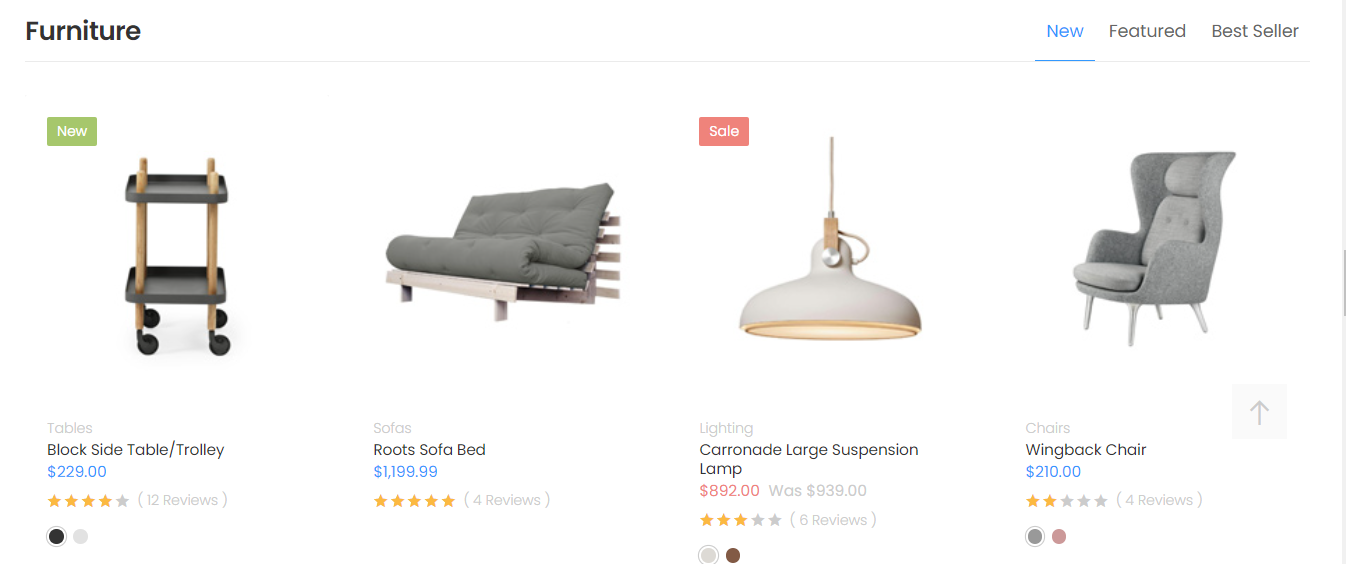 Furniture
New Featured Best Seller
New
Sale
Tables
Block Side Table/Trolley
$229.00
( 12 Reviews )
Sofas
Roots Sofa Bed
$1,199.99
( 4 Reviews )
Lighting
Carronade Large Suspension
Lamp
$892.00 Was $939.00
( 6 Reviews )
Chairs
Wingback Chair
$210.00
( 4 Reviews )